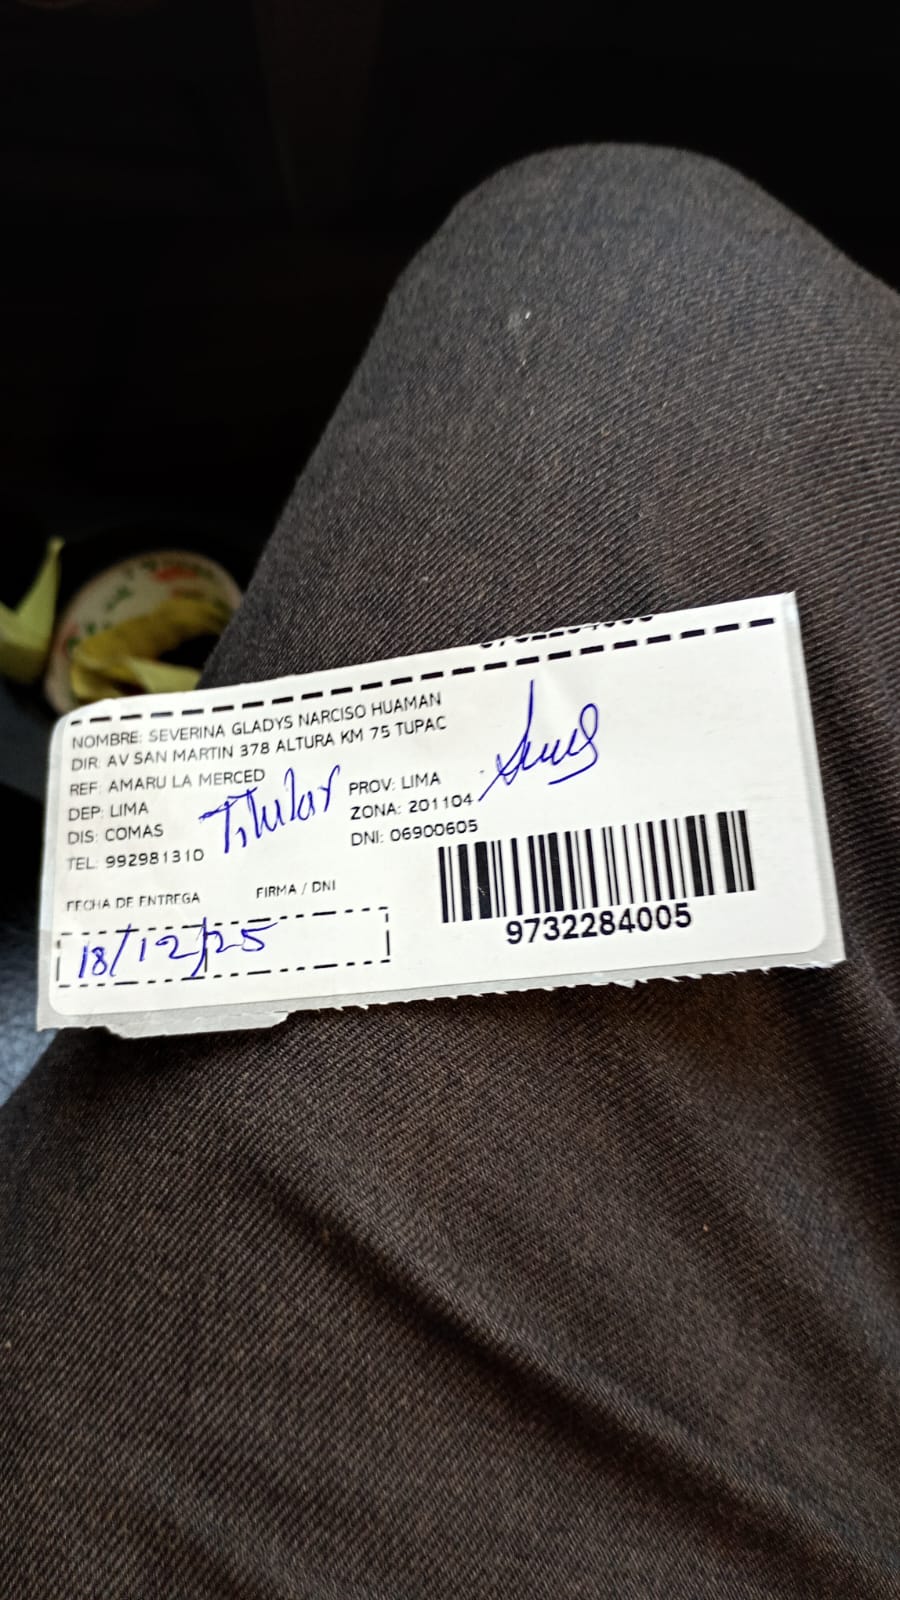 NOMBRE: SEVERINA GLADYS NARCISO HUAMAN
DIR: AV SAN MARTIN 378 ALTURA KM 75 TUPAC
REF: AMARU LA MERCED
DEP: LIMA PROV: LIMA
DIS: COMAS ZONA: 201104
TEL: 992981310 DNI: 06900605
Titular
FECHA DE ENTREGA FIRMA / DNI
18/12/25
9732284005